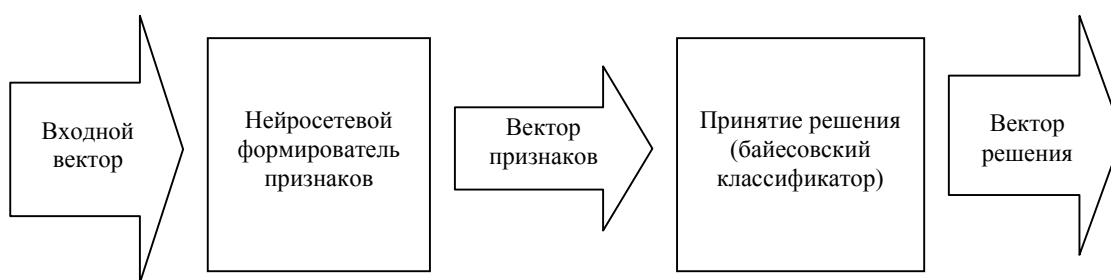 Входной
вектор
Нейросетевой
формирователь
признаков
Вектор
признаков
Принятие решения
(байесовский
классификатор)
Вектор
решения